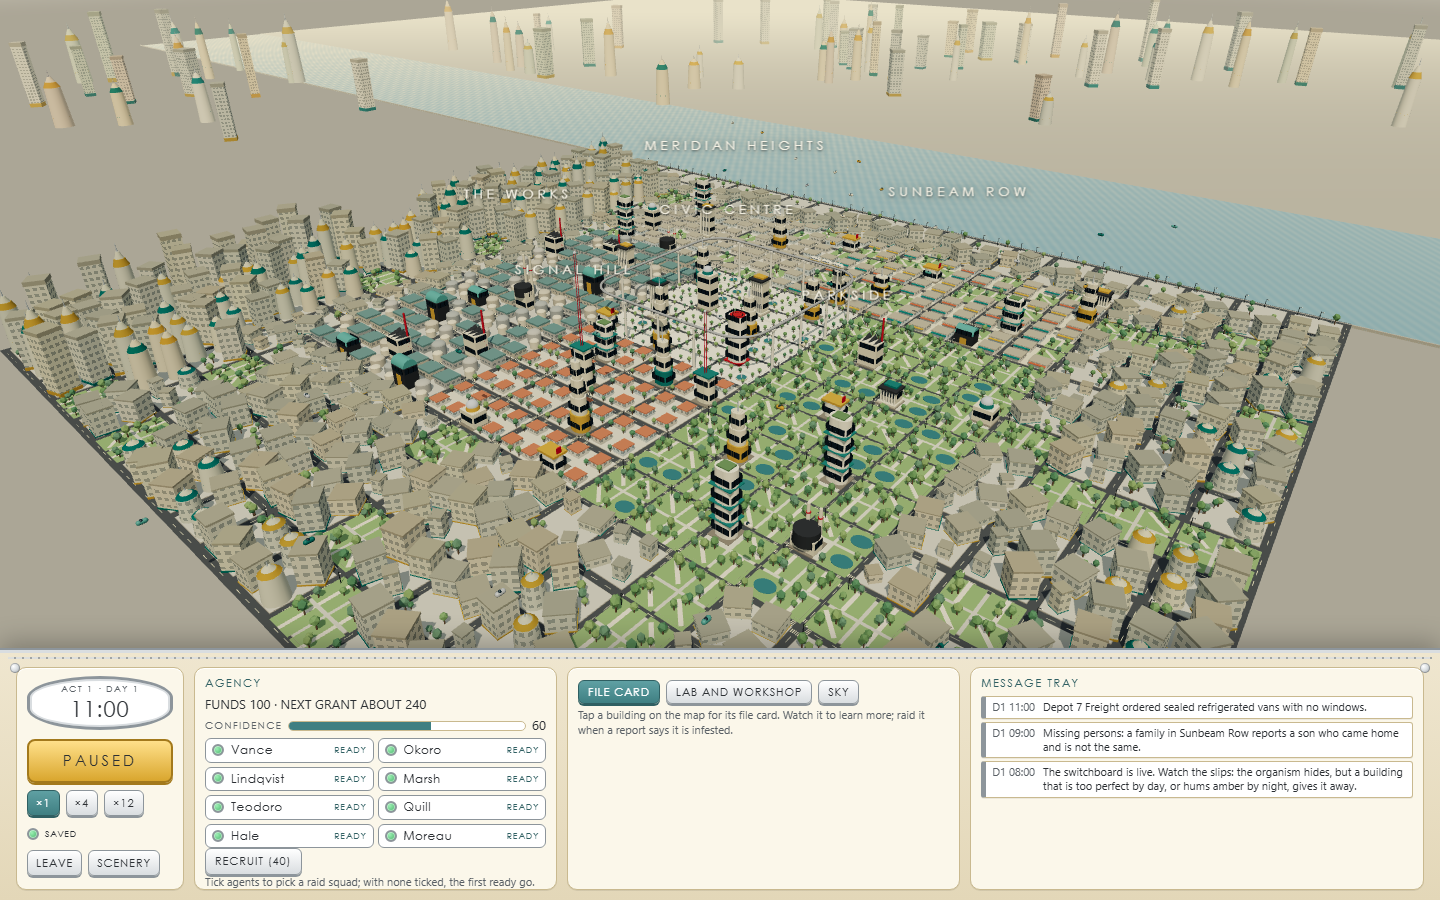 MERIDIAN HEIGHTS
THE WORKS
SUNBEAM ROW
CIVIC CENTRE
SIGNAL HILL
PARKSIDE
ACT 1 · DAY 1
11:00
PAUSED
×1
×4
×12
SAVED
LEAVE
SCENERY
AGENCY
FUNDS 100 · NEXT GRANT ABOUT 240
CONFIDENCE
60
Vance READY
Okoro READY
Lindqvist READY
Marsh READY
Teodoro READY
Quill READY
Hale READY
Moreau READY
RECRUIT (40)
Tick agents to pick a raid squad; with none ticked, the first ready go.
FILE CARD
LAB AND WORKSHOP
SKY
Tap a building on the map for its file card. Watch it to learn more; raid it
when a report says it is infested.
MESSAGE TRAY
D1 11:00 Depot 7 Freight ordered sealed refrigerated vans with no windows.
D1 09:00 Missing persons: a family in Sunbeam Row reports a son who came home
and is not the same.
D1 08:00 The switchboard is live. Watch the slips: the organism hides, but a building
that is too perfect by day, or hums amber by night, gives it away.